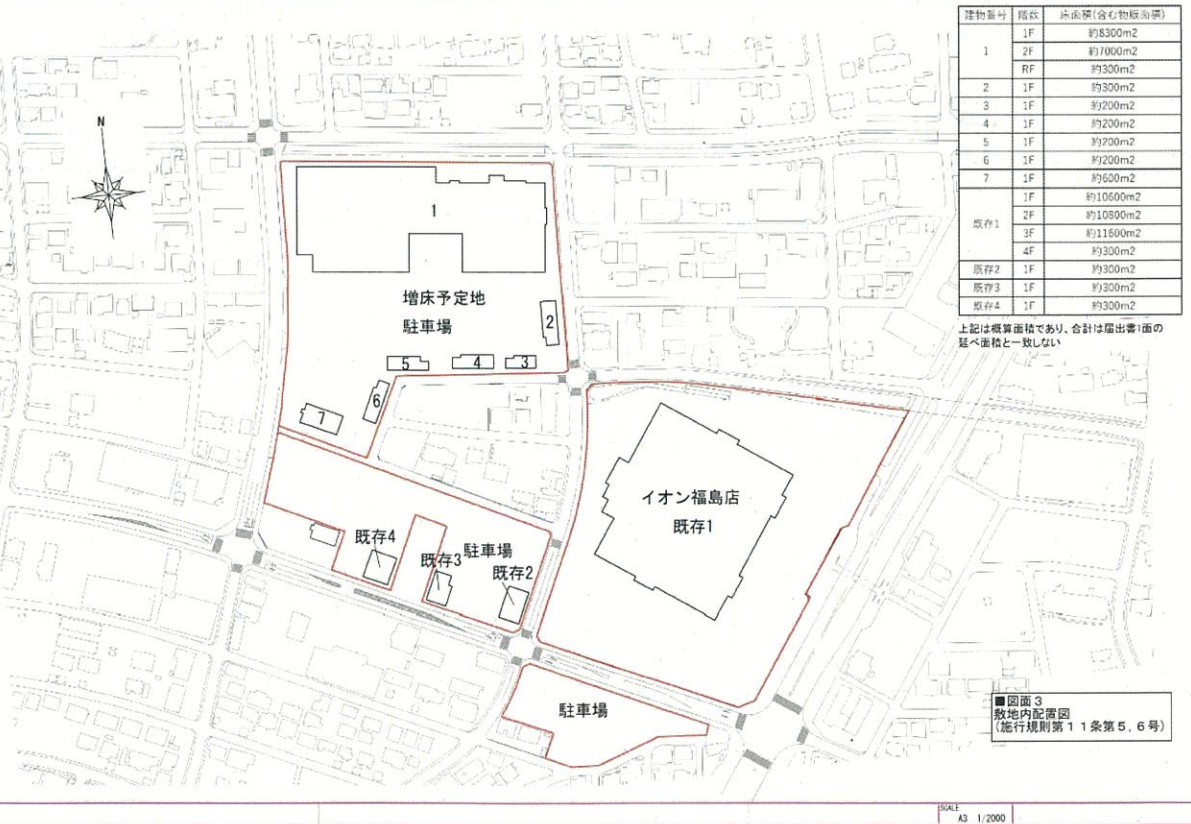 建物番号 階数 床面積(含む物販面積)
1 1F 約8300m2
2F 約7000m2
RF 約300m2
2 1F 約300m2
3 1F 約200m2
4 1F 約200m2
5 1F 約200m2
6 1F 約200m2
7 1F 約600m2
既存1 1F 約10600m2
2F 約10800m2
3F 約11600m2
4F 約300m2
既存2 1F 約300m2
既存3 1F 約300m2
既存4 1F 約300m2
上記は概算面積であり、合計は届出書1面の
延べ面積と一致しない
N
1
増床予定地
駐車場
2
5
4
3
6
7
イオン福島店
既存1
既存4
既存3
駐車場
既存2
駐車場
■図面3
敷地内配置図
(施行規則第11条第5,6号)
SCALE
A3 1/2000